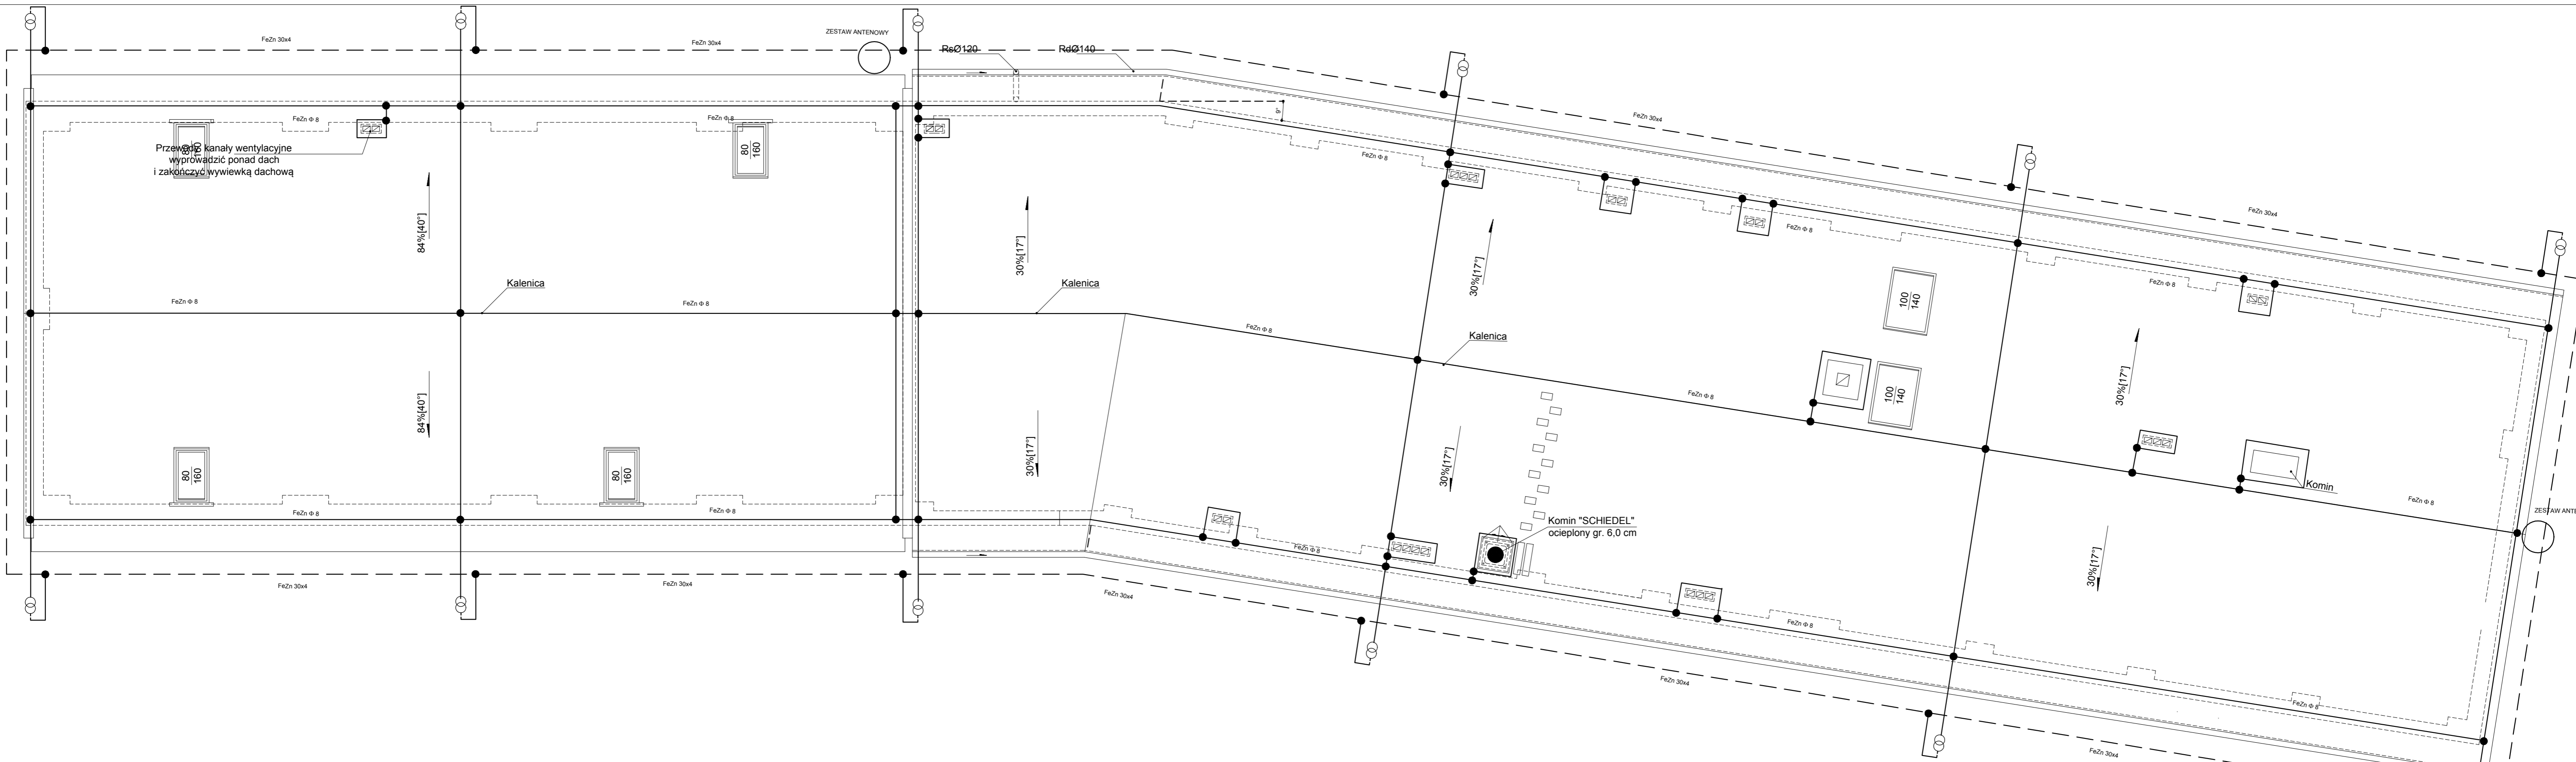 ZESTAW ANTENOWY
FeZn 30x4
FeZn 30x4
RsØ120
RdØ140
FeZn 30x4
FeZn 30x4
FeZn Φ 8
FeZn Φ 8
9°
Przewody i kanały wentylacyjne
wyprowadzić ponad dach
i zakończyć wywiewką dachową
80
160
80
160
FeZn Φ 8
FeZn Φ 8
FeZn Φ 8
84%[40°]
30%[17°]
30%[17°]
Kalenica
Kalenica
Kalenica
FeZn Φ 8
FeZn Φ 8
FeZn Φ 8
FeZn Φ 8
FeZn Φ 8
100
140
100
140
30%[17°]
84%[40°]
30%[17°]
30%[17°]
30%[17°]
80
160
80
160
Komin
ZESTAW ANTE
Komin "SCHIEDEL"
ocieplony gr. 6,0 cm
FeZn Φ 8
FeZn Φ 8
FeZn Φ 8
FeZn Φ 8
FeZn Φ 8
FeZn 30x4
FeZn 30x4
FeZn 30x4
FeZn 30x4
FeZn 30x4